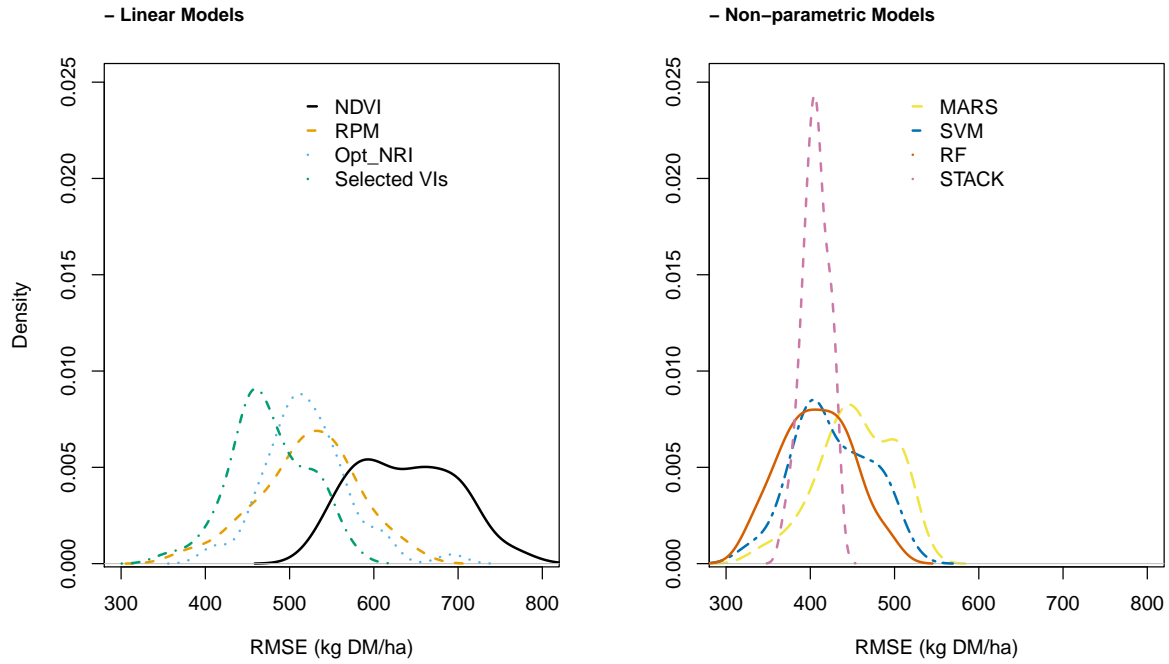 – Linear Models
0.000 0.005 0.010 0.015 0.020 0.025
Density
NDVI
RPM
Opt_NRI
Selected VIs
300 400 500 600 700 800
RMSE (kg DM/ha)
– Non−parametric Models
0.000 0.005 0.010 0.015 0.020 0.025
MARS
SVM
RF
STACK
300 400 500 600 700 800
RMSE (kg DM/ha)